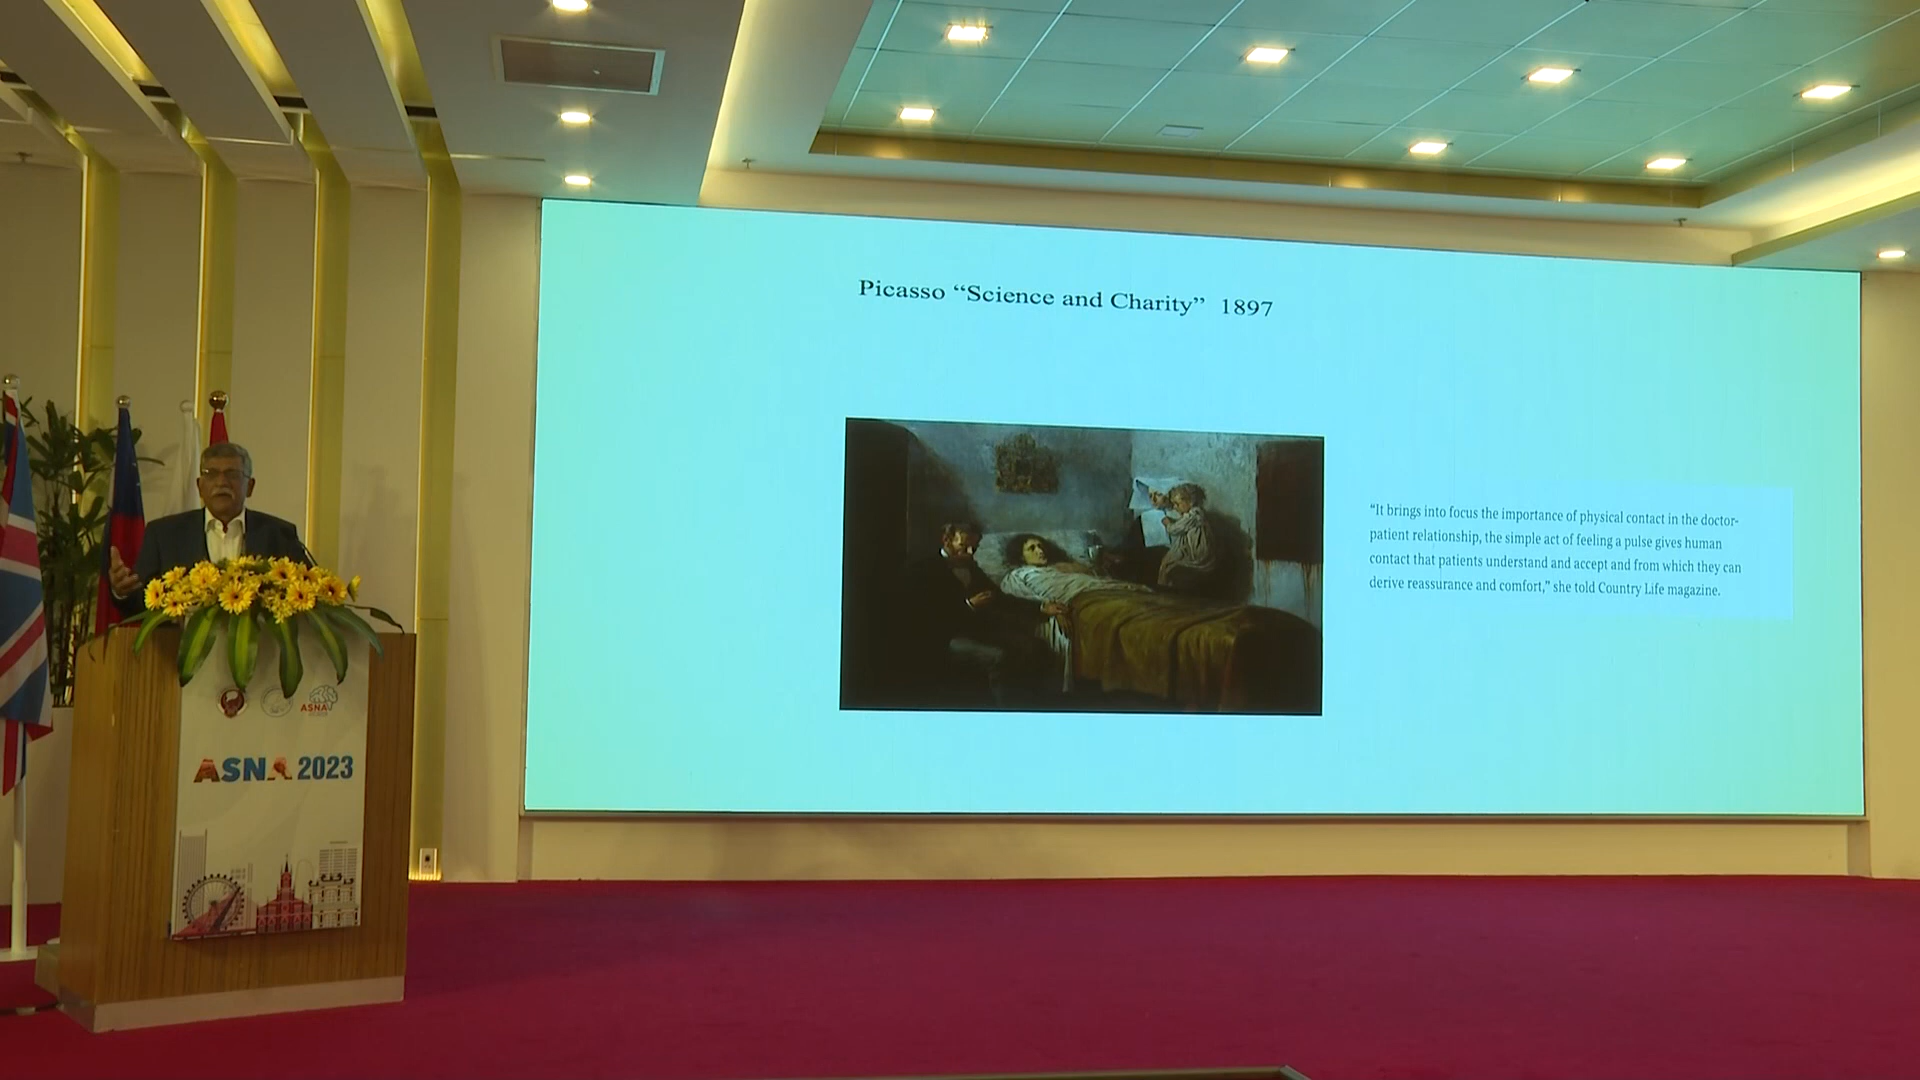 Picasso “Science and Charity” 1897
“It brings into focus the importance of physical contact in the doctor-
patient relationship, the simple act of feeling a pulse gives human
contact that patients understand and accept and from which they can
derive reassurance and comfort,” she told Country Life magazine.
ASNA
ASNA 2023